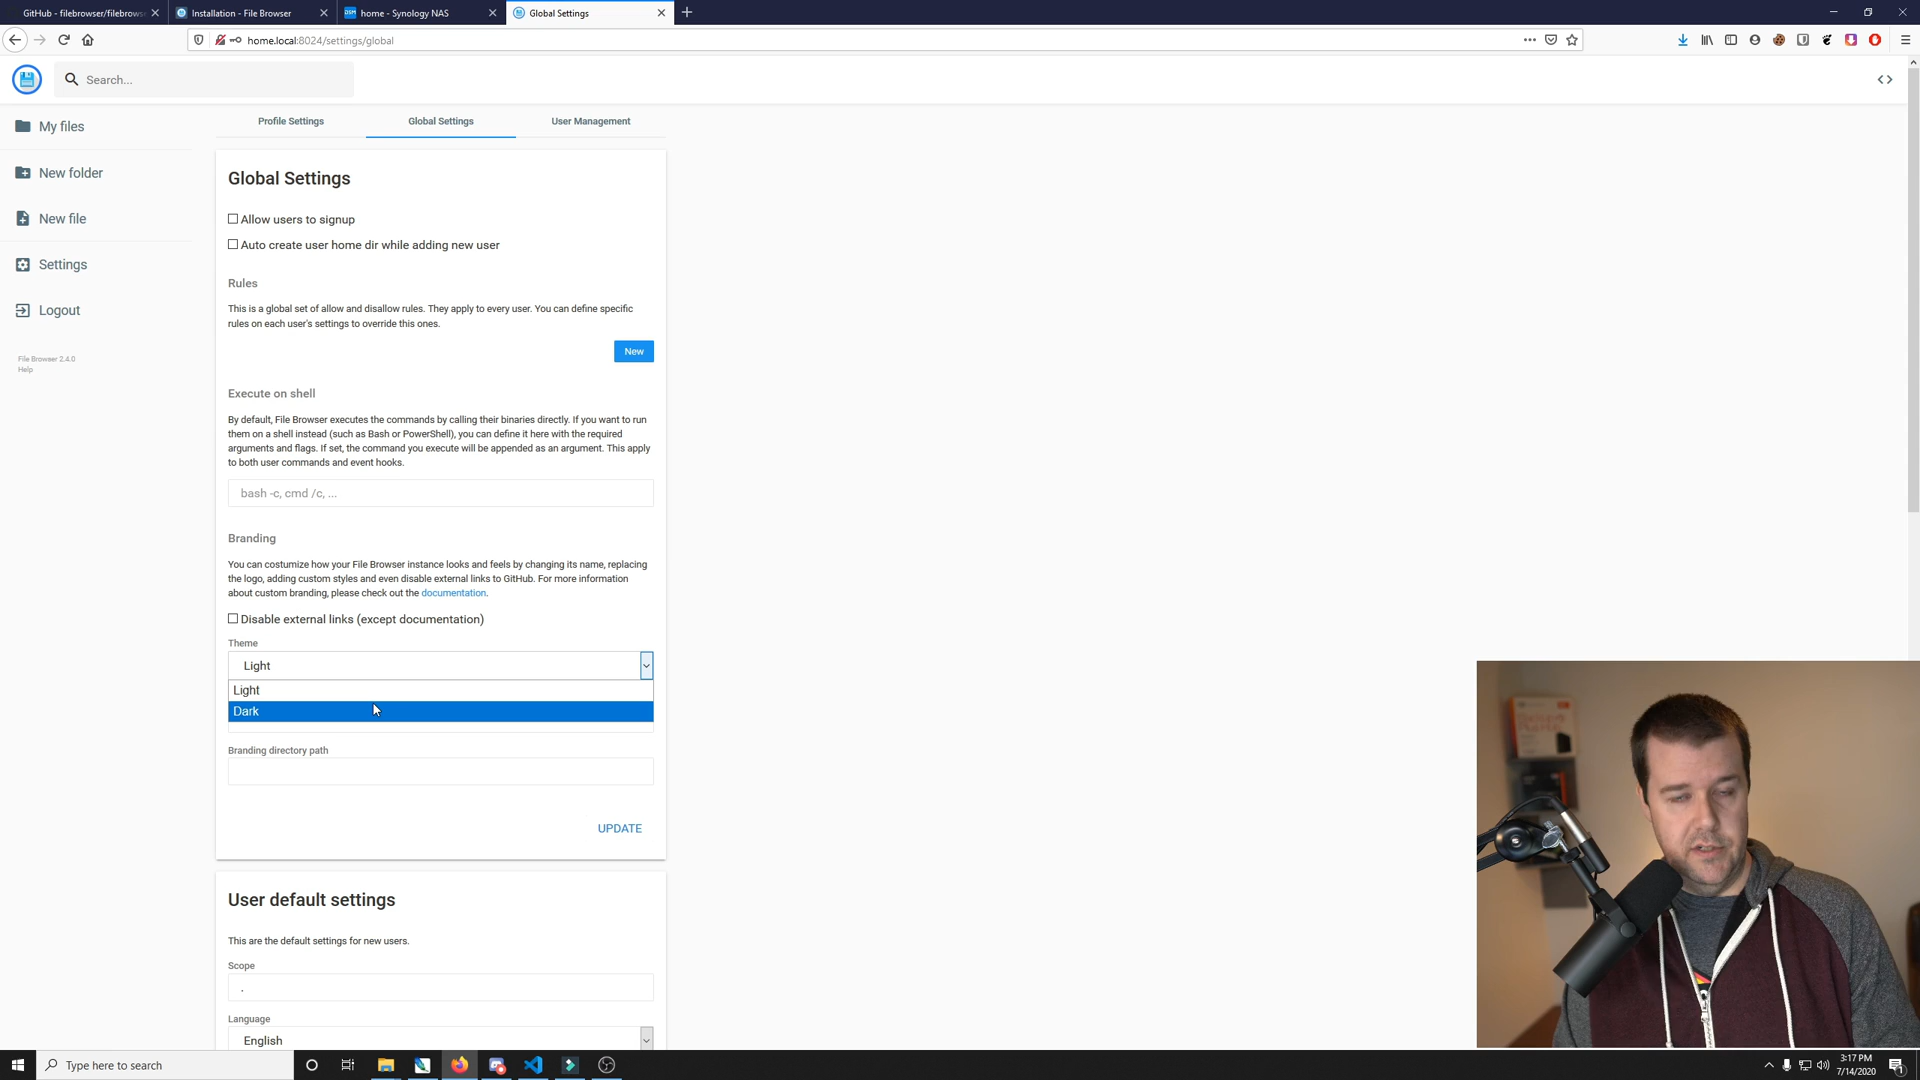 GitHub - filebrowser/filebrows
Installation - File Browser
DSM
home - Synology NAS
Global Settings
home.local:8024/settings/global
Search...
My files
New folder
New file
Settings
Logout
File Browser 2.4.0
Help
Profile Settings
Global Settings
User Management
Global Settings
Allow users to signup
Auto create user home dir while adding new user
Rules
This is a global set of allow and disallow rules. They apply to every user. You can define specific
rules on each user's settings to override this ones.
New
Execute on shell
By default, File Browser executes the commands by calling their binaries directly. If you want to run
them on a shell instead (such as Bash or PowerShell), you can define it here with the required
arguments and flags. If set, the command you execute will be appended as an argument. This apply
to both user commands and event hooks.
bash -c, cmd /c, ...
Branding
You can costumize how your File Browser instance looks and feels by changing its name, replacing
the logo, adding custom styles and even disable external links to GitHub. For more information
about custom branding, please check out the documentation.
Disable external links (except documentation)
Theme
Light
Light
Dark
Branding directory path
UPDATE
User default settings
This are the default settings for new users.
Scope
.
Language
English
Type here to search
3:17 PM
7/14/2020